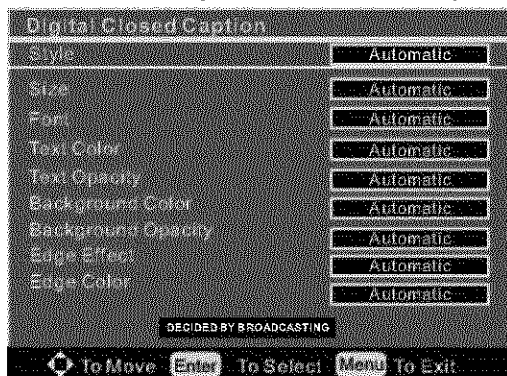 Digital Closed Caption
Style Automatic
Size Automatic
Font Automatic
Text Color Automatic
Text Opacity Automatic
Background Color Automatic
Background Opacity Automatic
Edge Effect Automatic
Edge Color Automatic
DECIDED BY BROADCASTING
To Move Enter To Select Menu To Exit